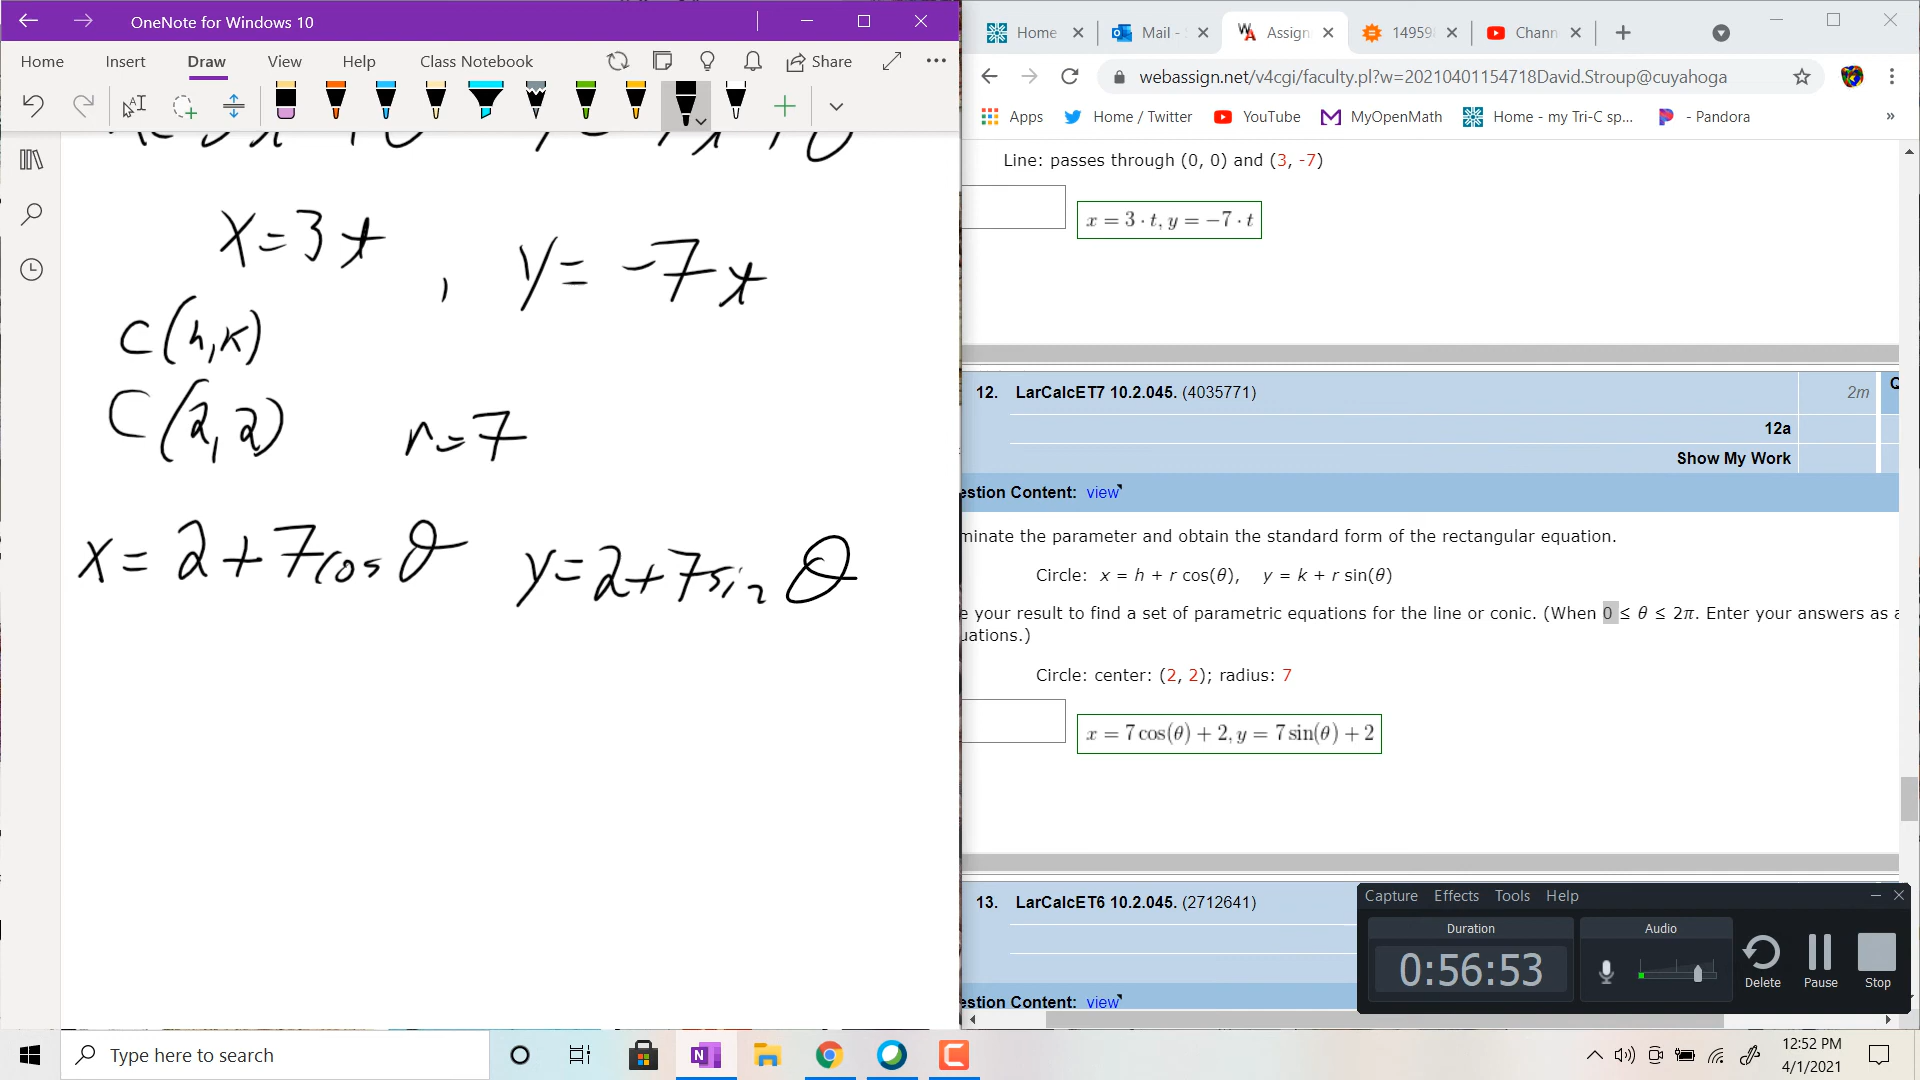 OneNote for Windows 10
Home Insert Draw View Help Class Notebook Share
x = 3t , y = -7t
C(h,k)
C(2,2) r=7
x = 2+7cos θ y=2+7sin θ
Home Mail - Assign 1495 Chann
webassign.net/v4cgi/faculty.pl?w=20210401154718David.Stroup@cuyahoga
Apps Home / Twitter YouTube MyOpenMath Home - my Tri-C sp... - Pandora »
Line: passes through (0, 0) and (3, -7)
x = 3 · t, y = −7 · t
12. LarCalcET7 10.2.045. (4035771) 2m Q
12a
Show My Work
estion Content: view
minate the parameter and obtain the standard form of the rectangular equation.
Circle: x = h + r cos(θ), y = k + r sin(θ)
e your result to find a set of parametric equations for the line or conic. (When 0 ≤ θ ≤ 2π. Enter your answers as a
uations.)
Circle: center: (2, 2); radius: 7
x = 7 cos(θ) + 2, y = 7 sin(θ) + 2
13. LarCalcET6 10.2.045. (2712641)
estion Content: view
Capture Effects Tools Help
Duration Audio
0:56:53
Delete Pause Stop
Type here to search
12:52 PM
4/1/2021